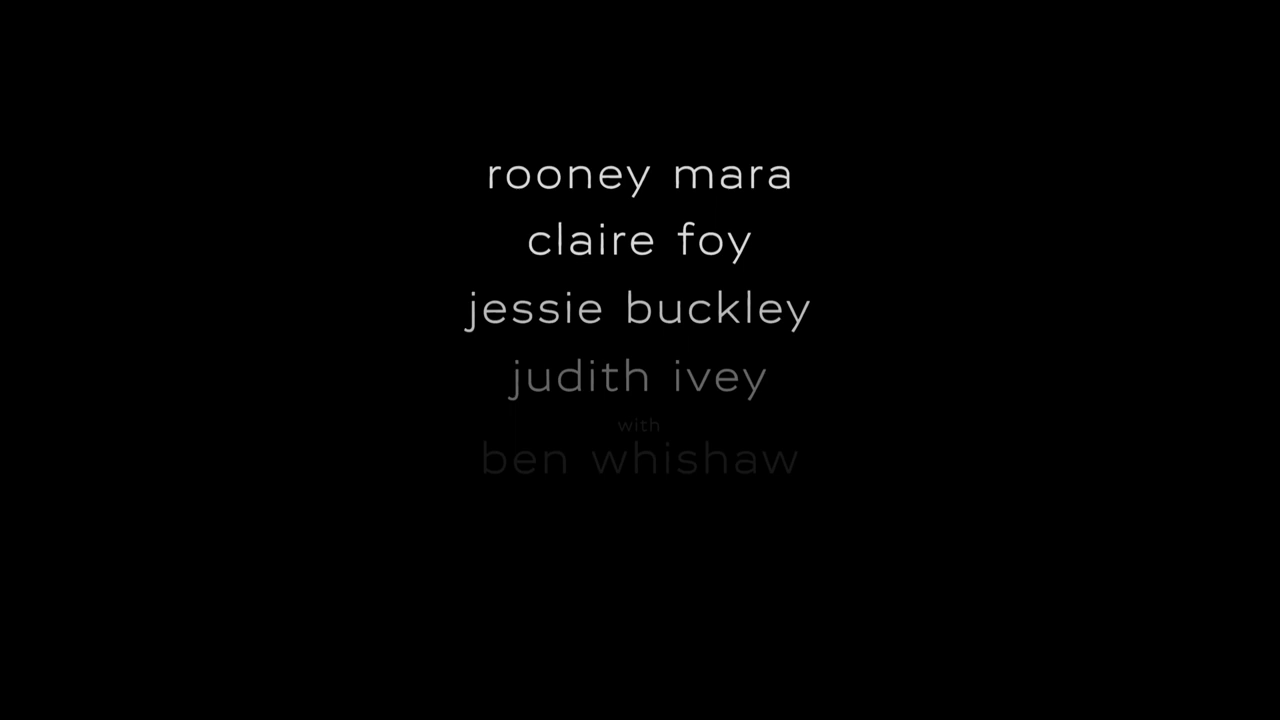 rooney mara
claire foy
jessie buckley
judith ivey
with
ben whishaw